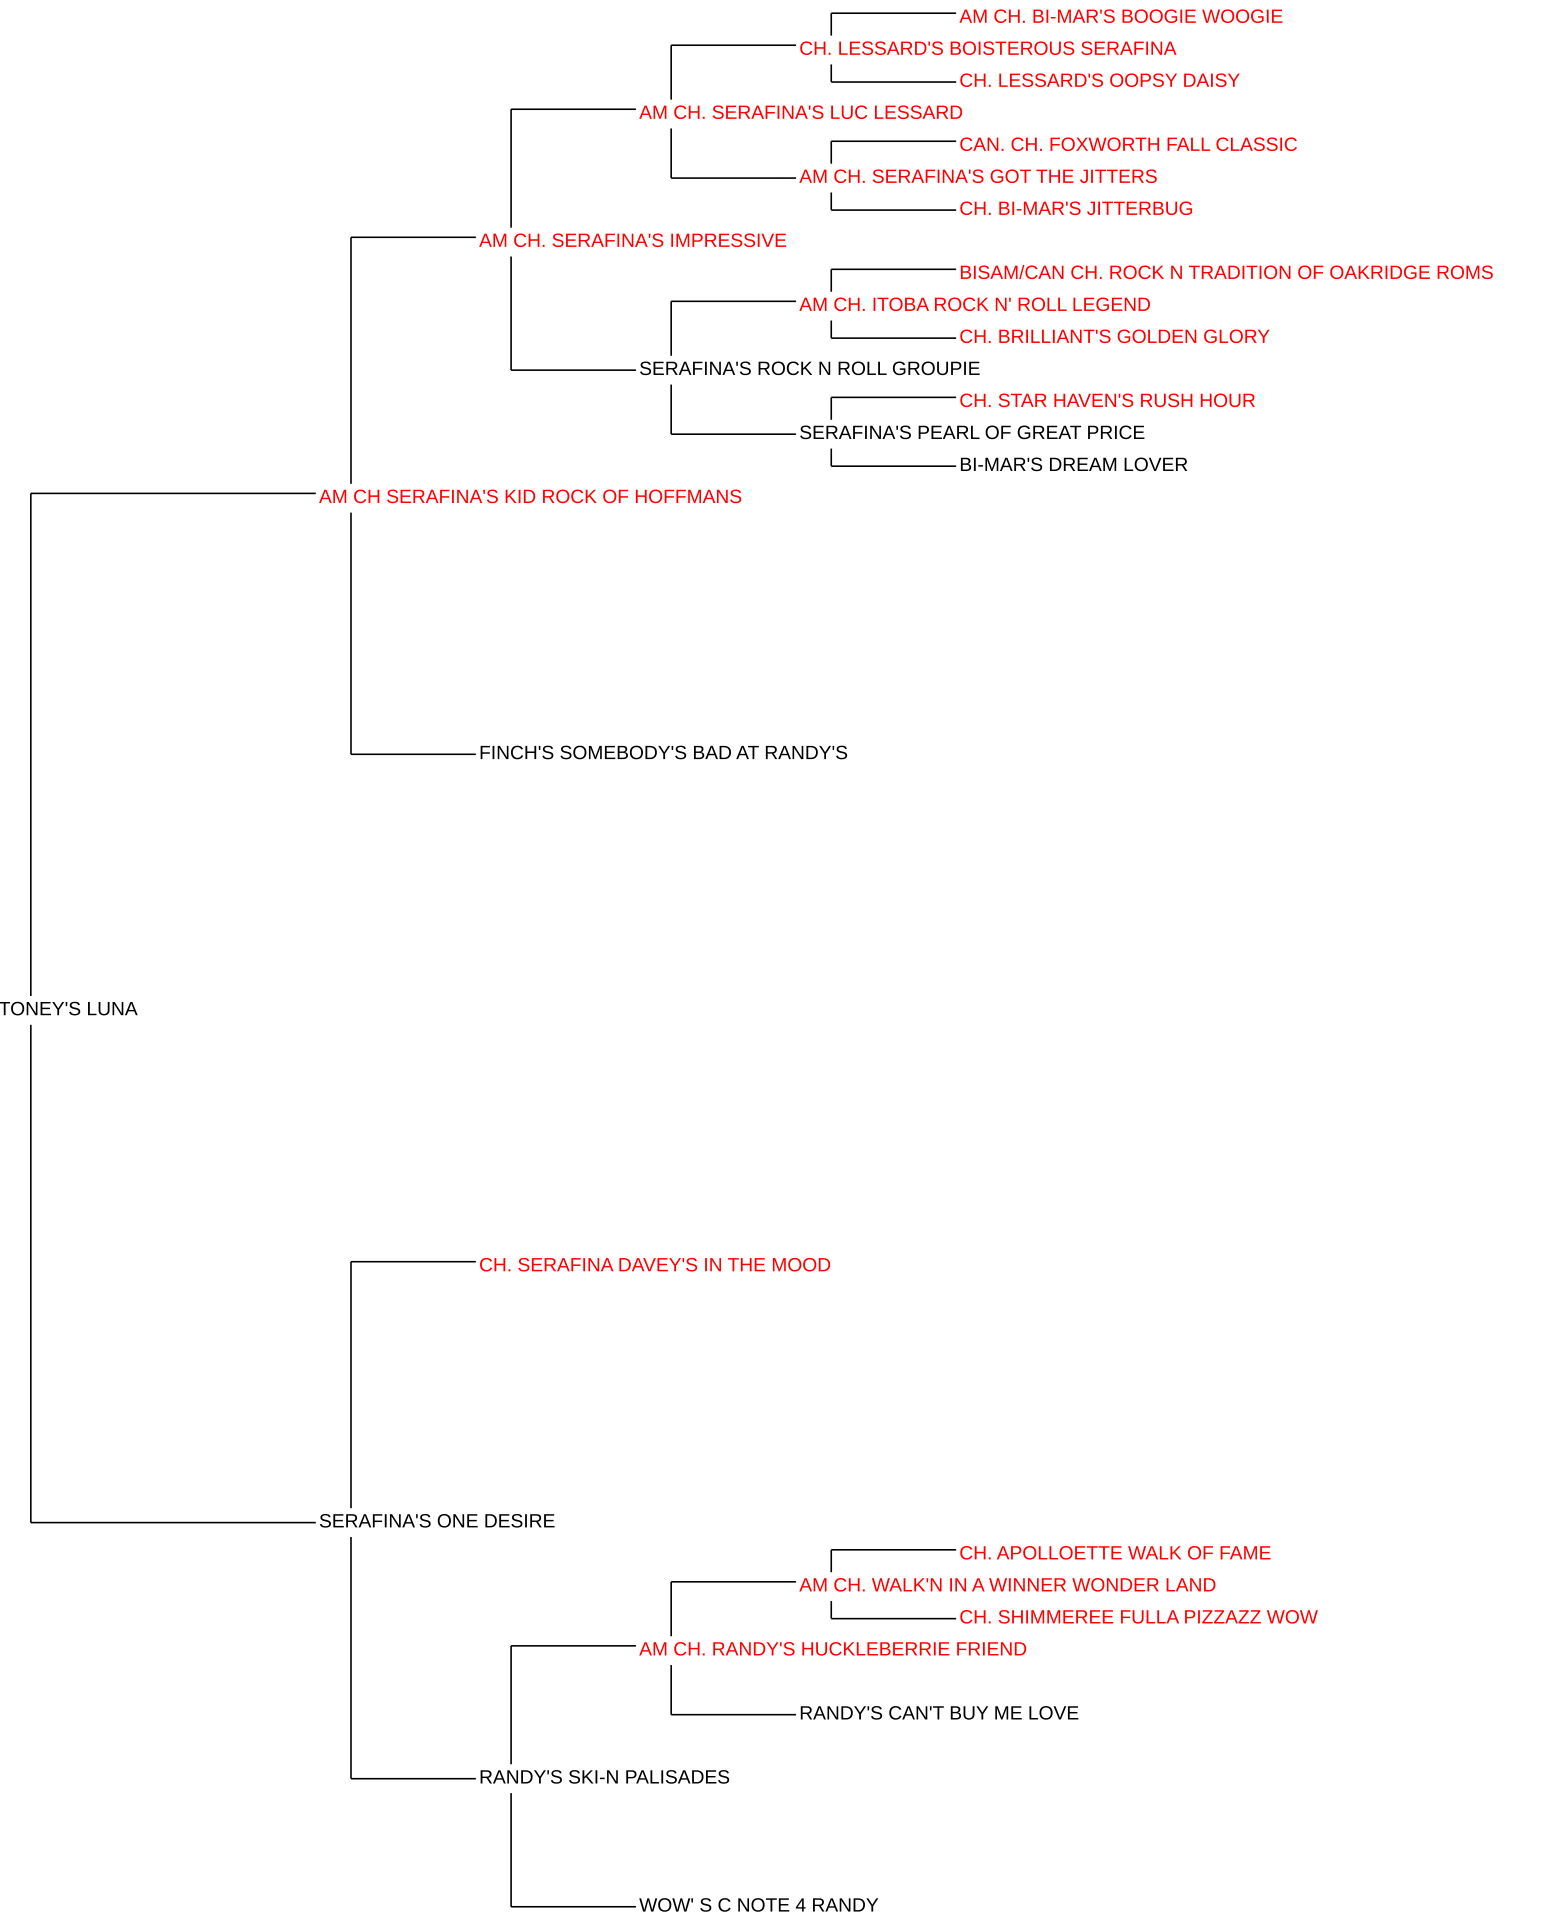 AM CH. BI-MAR'S BOOGIE WOOGIE
CH. LESSARD'S BOISTEROUS SERAFINA
CH. LESSARD'S OOPSY DAISY
AM CH. SERAFINA'S LUC LESSARD
CAN. CH. FOXWORTH FALL CLASSIC
AM CH. SERAFINA'S GOT THE JITTERS
CH. BI-MAR'S JITTERBUG
AM CH. SERAFINA'S IMPRESSIVE
BISAM/CAN CH. ROCK N TRADITION OF OAKRIDGE ROMS
AM CH. ITOBA ROCK N' ROLL LEGEND
CH. BRILLIANT'S GOLDEN GLORY
SERAFINA'S ROCK N ROLL GROUPIE
CH. STAR HAVEN'S RUSH HOUR
SERAFINA'S PEARL OF GREAT PRICE
BI-MAR'S DREAM LOVER
AM CH SERAFINA'S KID ROCK OF HOFFMANS
FINCH'S SOMEBODY'S BAD AT RANDY'S
TONEY'S LUNA
CH. SERAFINA DAVEY'S IN THE MOOD
SERAFINA'S ONE DESIRE
CH. APOLLOETTE WALK OF FAME
AM CH. WALK'N IN A WINNER WONDER LAND
CH. SHIMMEREE FULLA PIZZAZZ WOW
AM CH. RANDY'S HUCKLEBERRIE FRIEND
RANDY'S CAN'T BUY ME LOVE
RANDY'S SKI-N PALISADES
WOW' S C NOTE 4 RANDY